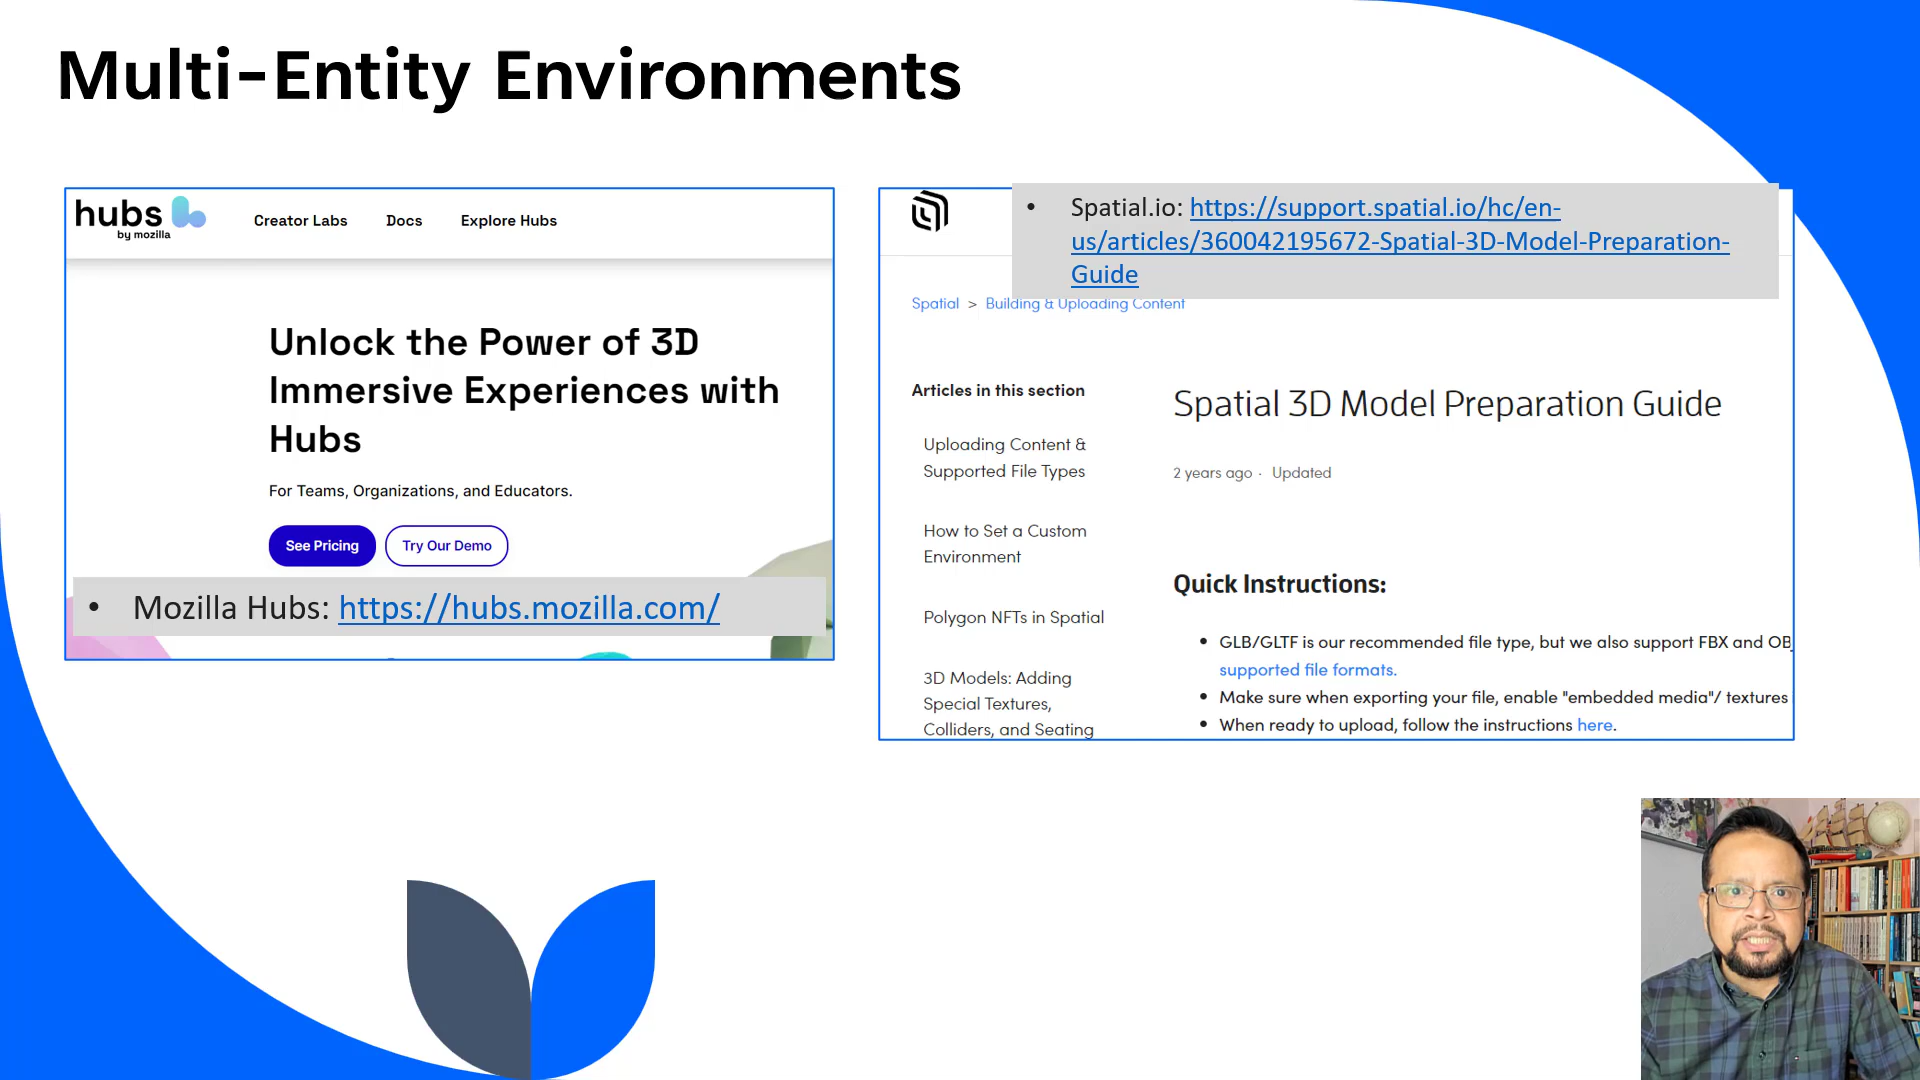 Multi-Entity Environments
hubs
by mozilla
Creator Labs Docs Explore Hubs
Unlock the Power of 3D
Immersive Experiences with
Hubs
For Teams, Organizations, and Educators.
See Pricing Try Our Demo
• Mozilla Hubs: https://hubs.mozilla.com/
• Spatial.io: https://support.spatial.io/hc/en-
us/articles/360042195672-Spatial-3D-Model-Preparation-
Guide
Spatial > Building & Uploading Content
Articles in this section
Uploading Content &
Supported File Types
How to Set a Custom
Environment
Polygon NFTs in Spatial
3D Models: Adding
Special Textures,
Colliders, and Seating
Spatial 3D Model Preparation Guide
2 years ago · Updated
Quick Instructions:
• GLB/GLTF is our recommended file type, but we also support FBX and OB
supported file formats.
• Make sure when exporting your file, enable "embedded media"/ textures
• When ready to upload, follow the instructions here.